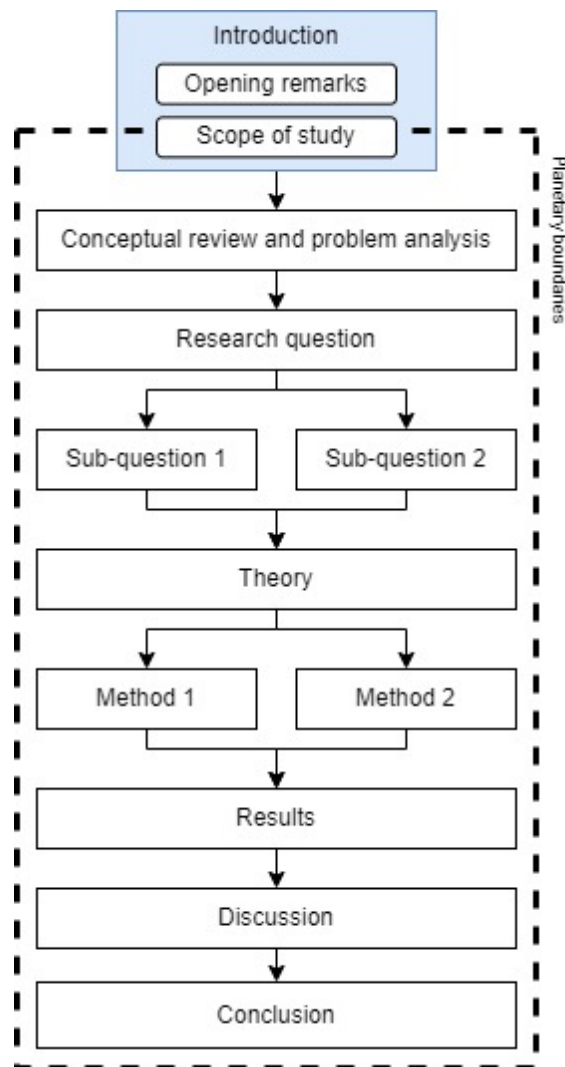 Introduction
Opening remarks
Scope of study
Planetary boundanes
Conceptual review and problem analysis
Research question
Sub-question 1
Sub-question 2
Theory
Method 1
Method 2
Results
Discussion
Conclusion